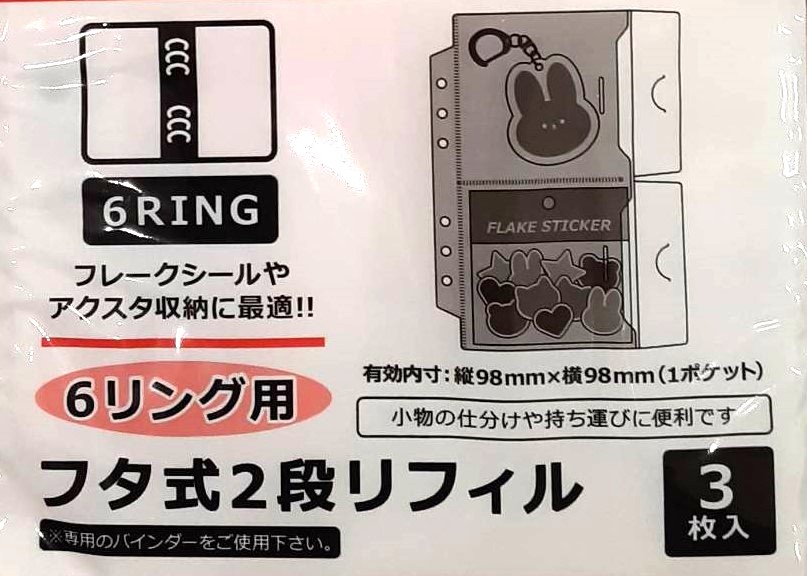 6RING
フレークシールや
アクスタ収納に最適!!
FLAKE STICKER
有効内寸:縦98mm×横98mm(1ポケット)
小物の仕分けや持ち運びに便利です
6リング用
フタ式2段リフィル
※専用のバインダーをご使用下さい。
3
枚入